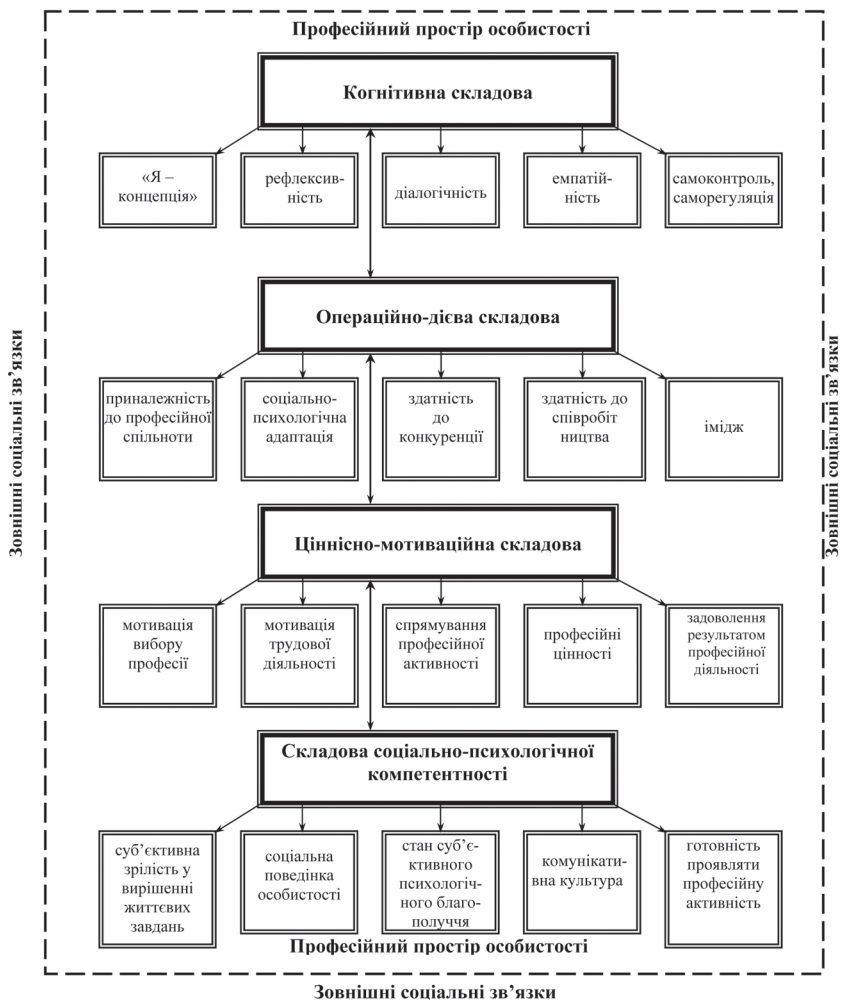 Професійний простір особистості
Когнітивна складова
«Я –
концепція»
рефлексив-
ність
діалогічність
емпатій-
ність
самоконтроль,
саморегуляція
Операційно-дієва складова
приналежність
до професійної
спільноти
соціально-
психологічна
адаптація
здатність
до
конкуренції
здатність до
співробіт
ництва
імідж
Зовнішні соціальні зв’язки
Зовнішні соціальні зв’язки
Ціннісно-мотиваційна складова
мотивація
вибору
професії
мотивація
трудової
діяльності
спрямування
професійної
активності
професійні
цінності
задоволення
результатом
професійної
діяльності
Складова соціально-психологічної
компетентності
суб’єктивна
зрілість у
вирішенні
життєвих
завдань
соціальна
поведінка
особистості
стан суб’є-
ктивного
психологіч-
ного благо-
получчя
комунікати-
вна культура
готовність
проявляти
професійну
активність
Професійний простір особистості
Зовнішні соціальні зв’язки